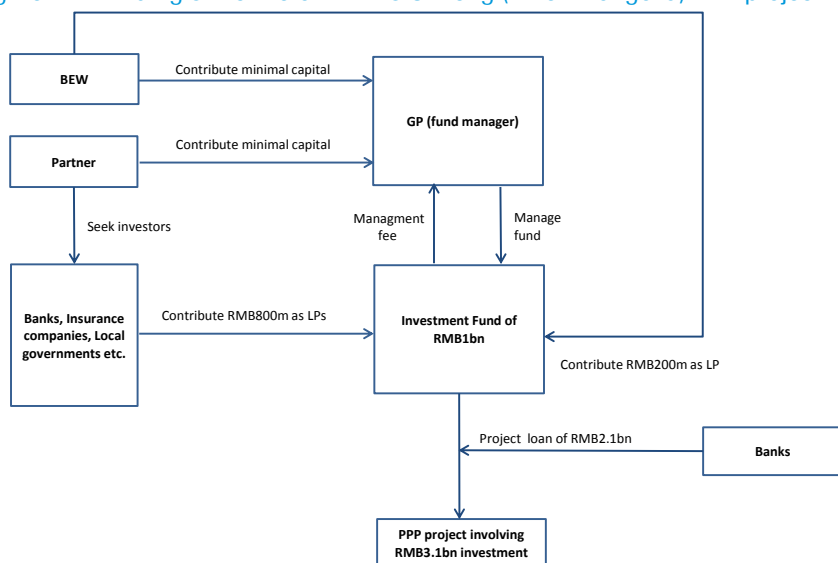 BEW
Contribute minimal capital
GP (fund manager)
Partner
Contribute minimal capital
Seek investors
Managment
fee
Manage
fund
Banks, Insurance
companies, Local
governments etc.
Contribute RMB800m as LPs
Investment Fund of
RMB1bn
Contribute RMB200m as LP
Project loan of RMB2.1bn
Banks
PPP project involving
RMB3.1bn investment